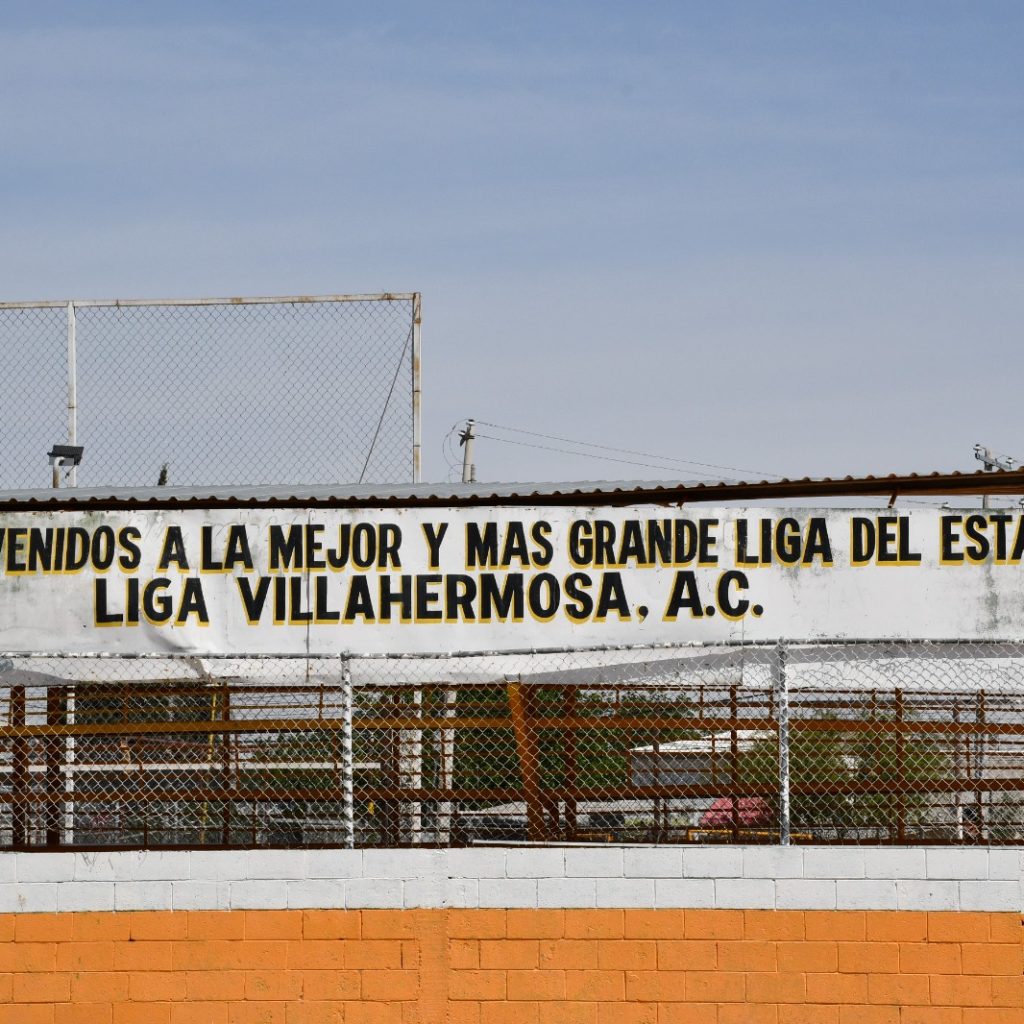 VENIDOS A LA MEJOR Y MAS GRANDE LIGA DEL ESTA
LIGA VILLAHERMOSA, A.C.